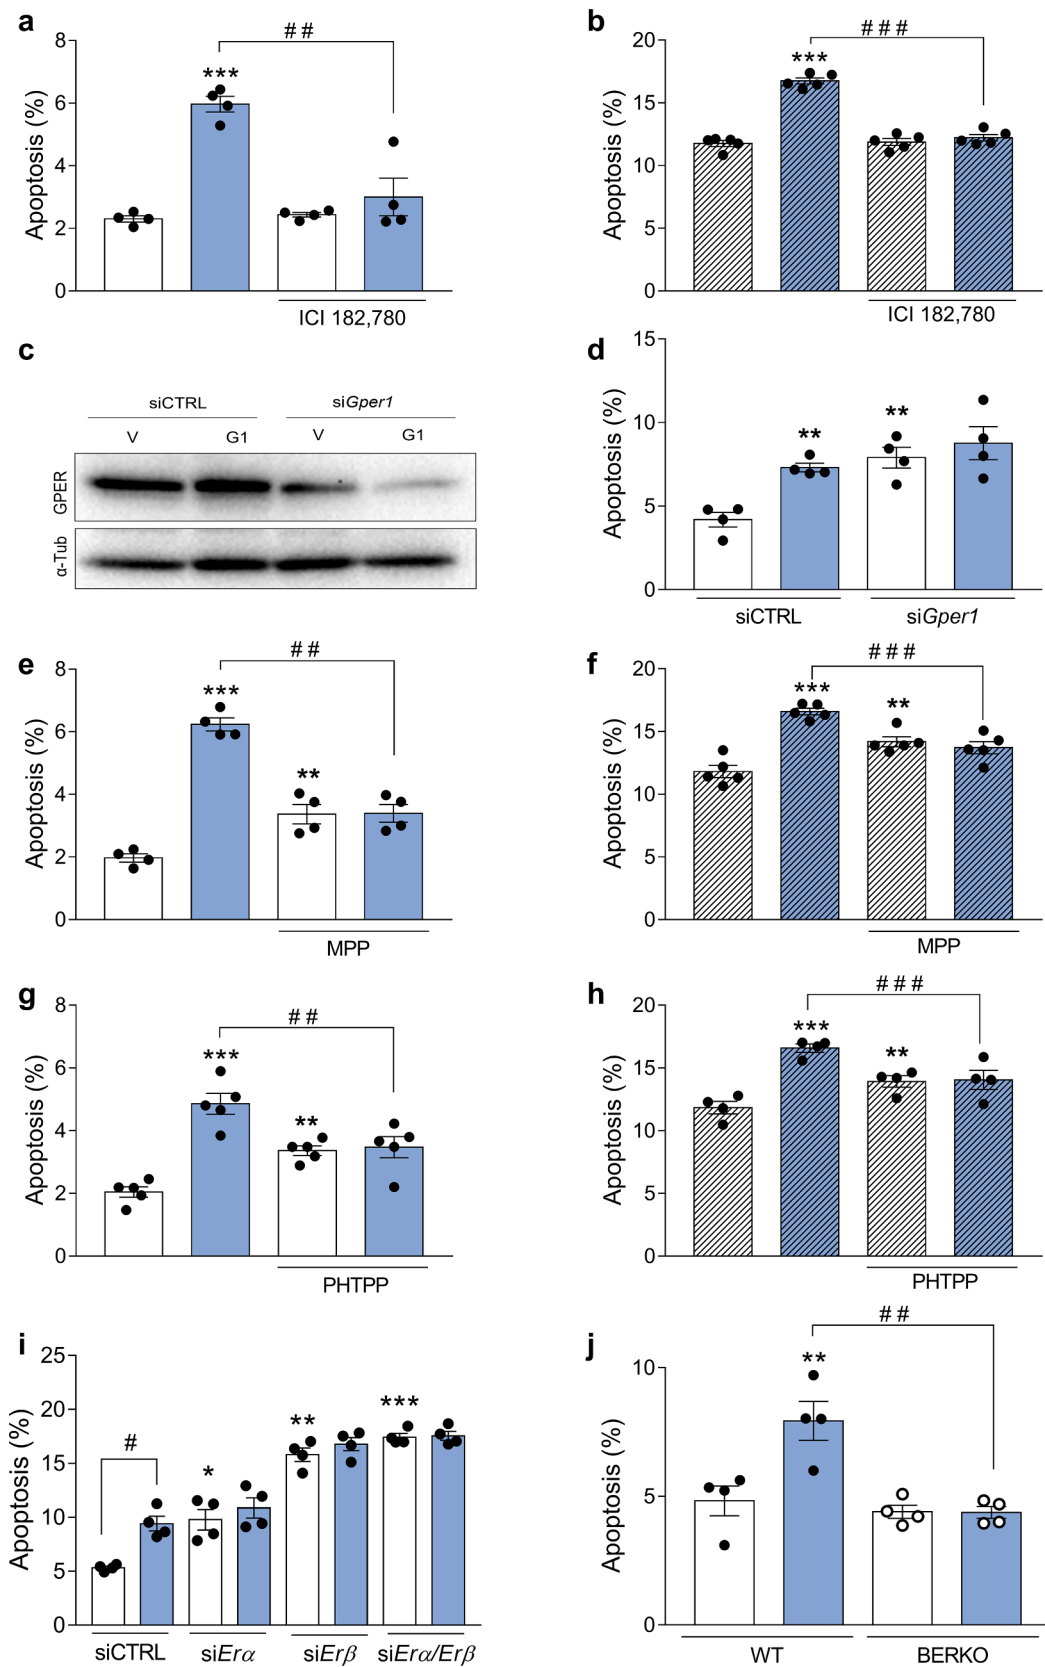 a
8
6
4
2
0
Apoptosis (%)
***
# #
ICI 182,780
b
20
15
10
5
0
Apoptosis (%)
***
# # #
ICI 182,780
c
siCTRL
siGper1
V
G1
V
G1
GPER
α-Tub
d
15
10
5
0
Apoptosis (%)
**
**
siCTRL
siGper1
e
8
6
4
2
0
Apoptosis (%)
***
# #
**
MPP
f
20
15
10
5
0
Apoptosis (%)
***
# # #
**
MPP
g
8
6
4
2
0
Apoptosis (%)
***
# #
**
PHTPP
h
20
15
10
5
0
Apoptosis (%)
***
# # #
**
PHTPP
i
25
20
15
10
5
0
Apoptosis (%)
#
*
**
***
siCTRL
siErα
siErβ
siErα/Erβ
j
10
5
0
Apoptosis (%)
**
# #
WT
BERKO